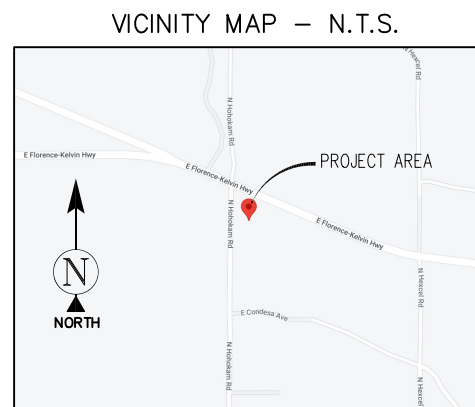 VICINITY MAP – N.T.S.
N Hexcel Rd
N Hohokam Rd
E Florence-Kelvin Hwy
E Florence-Kelvin Hwy
PROJECT AREA
N Hohokam Rd
E Florence-Kelvin Hwy
N
NORTH
N Hexcel Rd
E Condesa Ave
N Hohokam Rd
N Hexcel